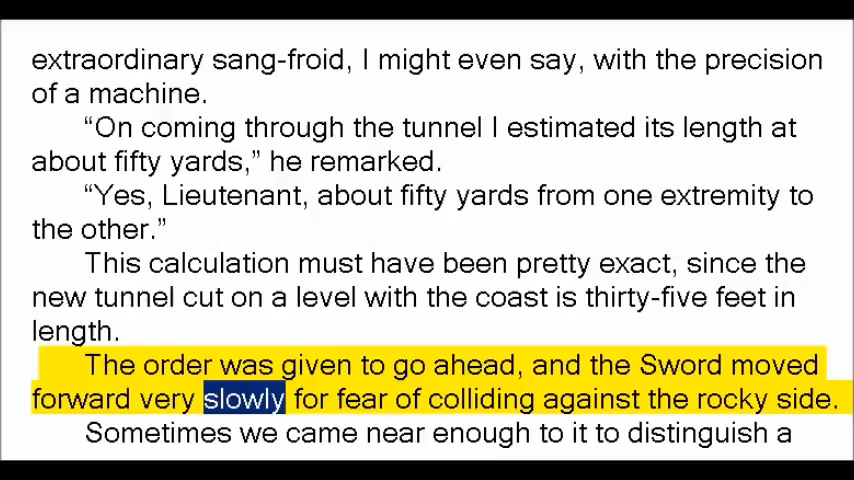 extraordinary sang-froid, I might even say, with the precision
of a machine.
“On coming through the tunnel I estimated its length at
about fifty yards,” he remarked.
“Yes, Lieutenant, about fifty yards from one extremity to
the other.”
This calculation must have been pretty exact, since the
new tunnel cut on a level with the coast is thirty-five feet in
length.
The order was given to go ahead, and the Sword moved
forward very slowly for fear of colliding against the rocky side.
Sometimes we came near enough to it to distinguish a